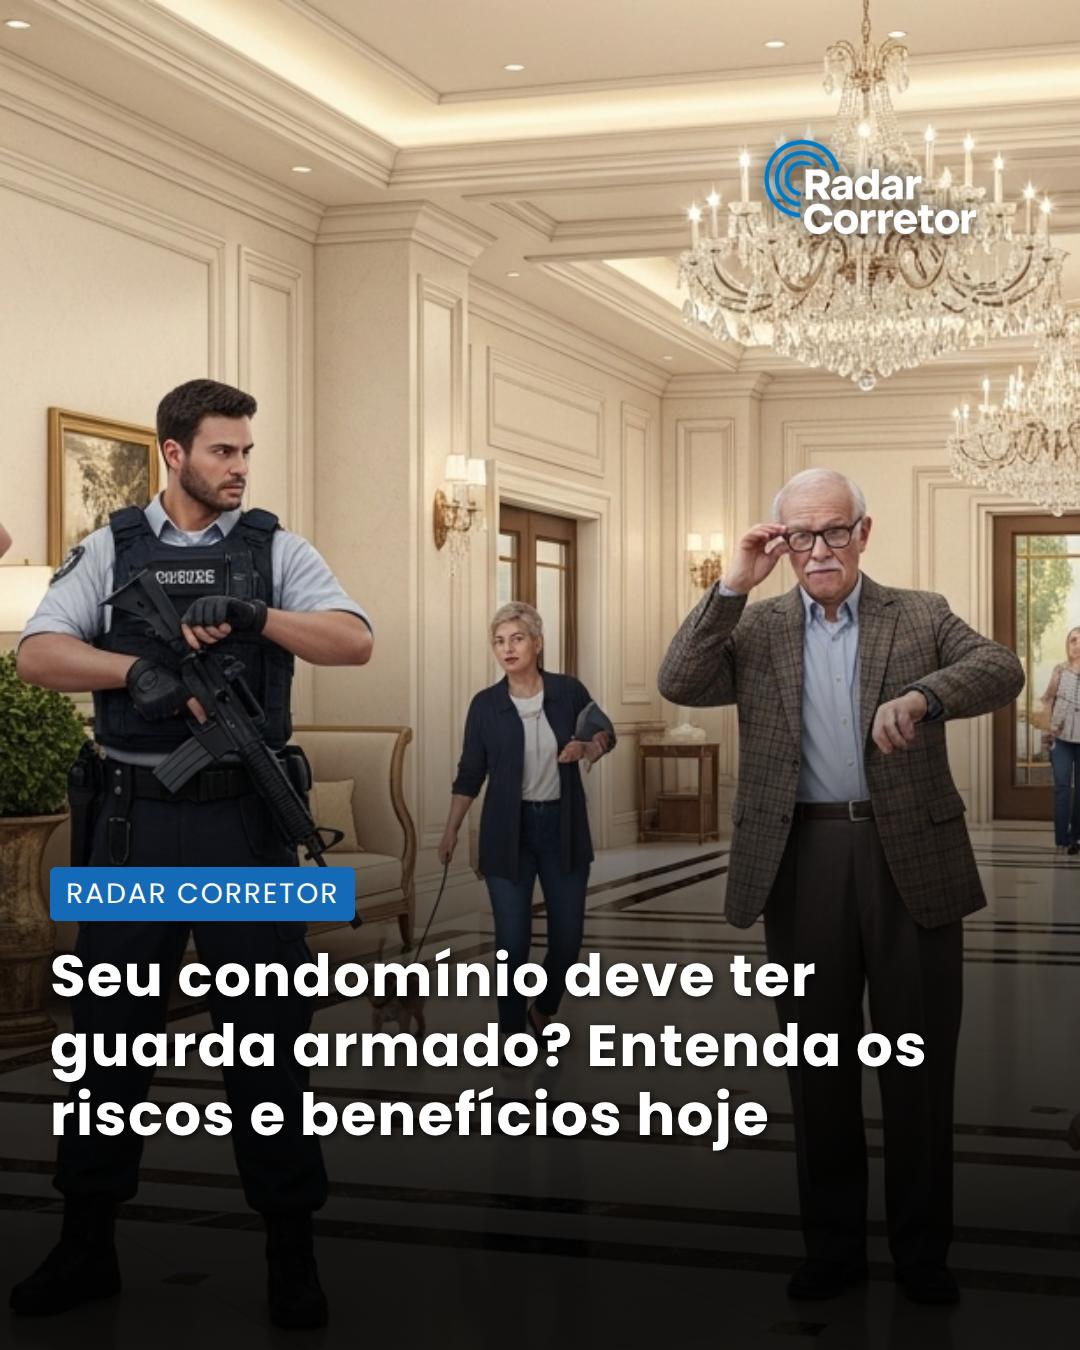 Radar
Corretor
RADAR CORRETOR
Seu condomínio deve ter
guarda armado? Entenda os
riscos e benefícios hoje